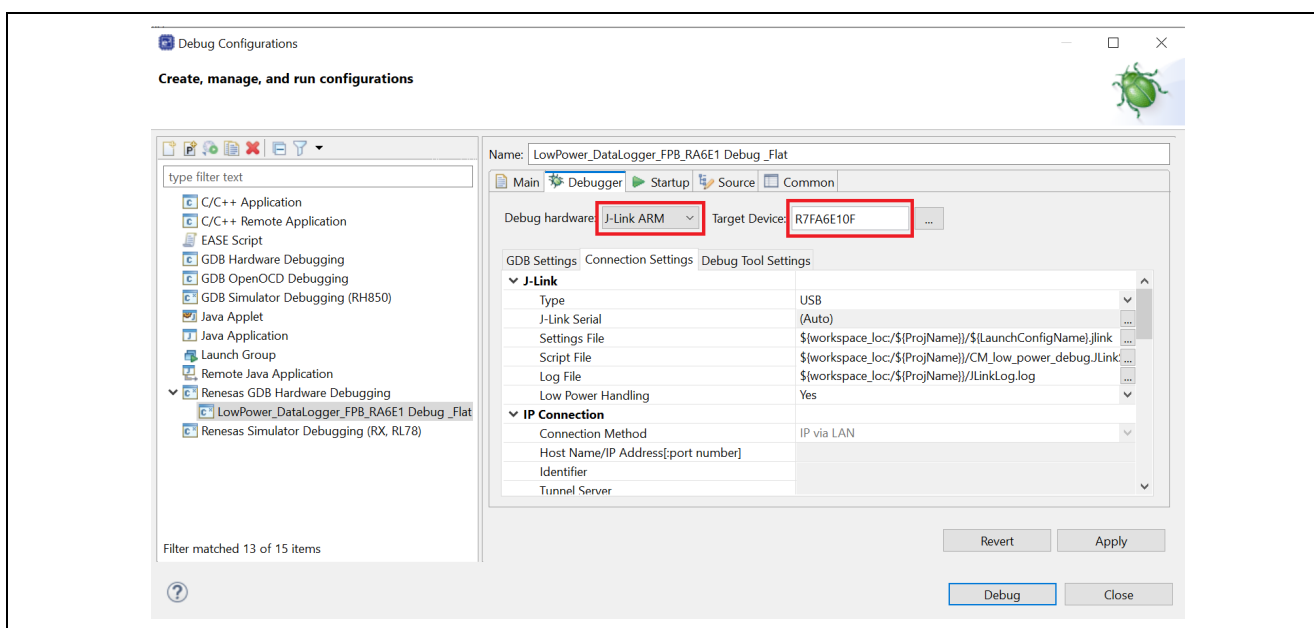 Debug Configurations
Create, manage, and run configurations
type filter text
C/C++ Application
C/C++ Remote Application
EASE Script
GDB Hardware Debugging
GDB OpenOCD Debugging
GDB Simulator Debugging (RH850)
Java Applet
Java Application
Launch Group
Remote Java Application
Renesas GDB Hardware Debugging
LowPower_DataLogger_FPB_RA6E1 Debug _Flat
Renesas Simulator Debugging (RX, RL78)
Filter matched 13 of 15 items
Name: LowPower_DataLogger_FPB_RA6E1 Debug _Flat
Main Debugger Startup Source Common
Debug hardware: J-Link ARM Target Device: R7FA6E10F ...
GDB Settings Connection Settings Debug Tool Settings
J-Link
Type USB
J-Link Serial (Auto) ...
Settings File ${workspace_loc:/${ProjName}}/${LaunchConfigName}.jlink ...
Script File ${workspace_loc:/${ProjName}}/CM_low_power_debug.JLink ...
Log File ${workspace_loc:/${ProjName}}/JLinkLog.log ...
Low Power Handling Yes
IP Connection
Connection Method IP via LAN
Host Name/IP Address[:port number]
Identifier
Tunnel Server
Revert Apply
? Debug Close